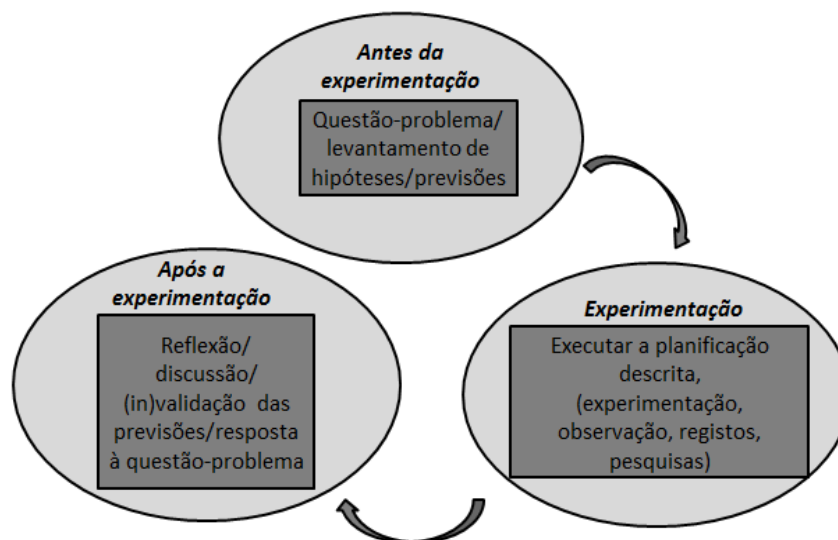 Antes da
experimentação
Questão-problema/
levantamento de
hipóteses/previsões
Experimentação
Executar a planificação
descrita,
(experimentação,
observação, registos,
pesquisas)
Após a
experimentação
Reflexão/
discussão/
(in)validação das
previsões/resposta
à questão-problema